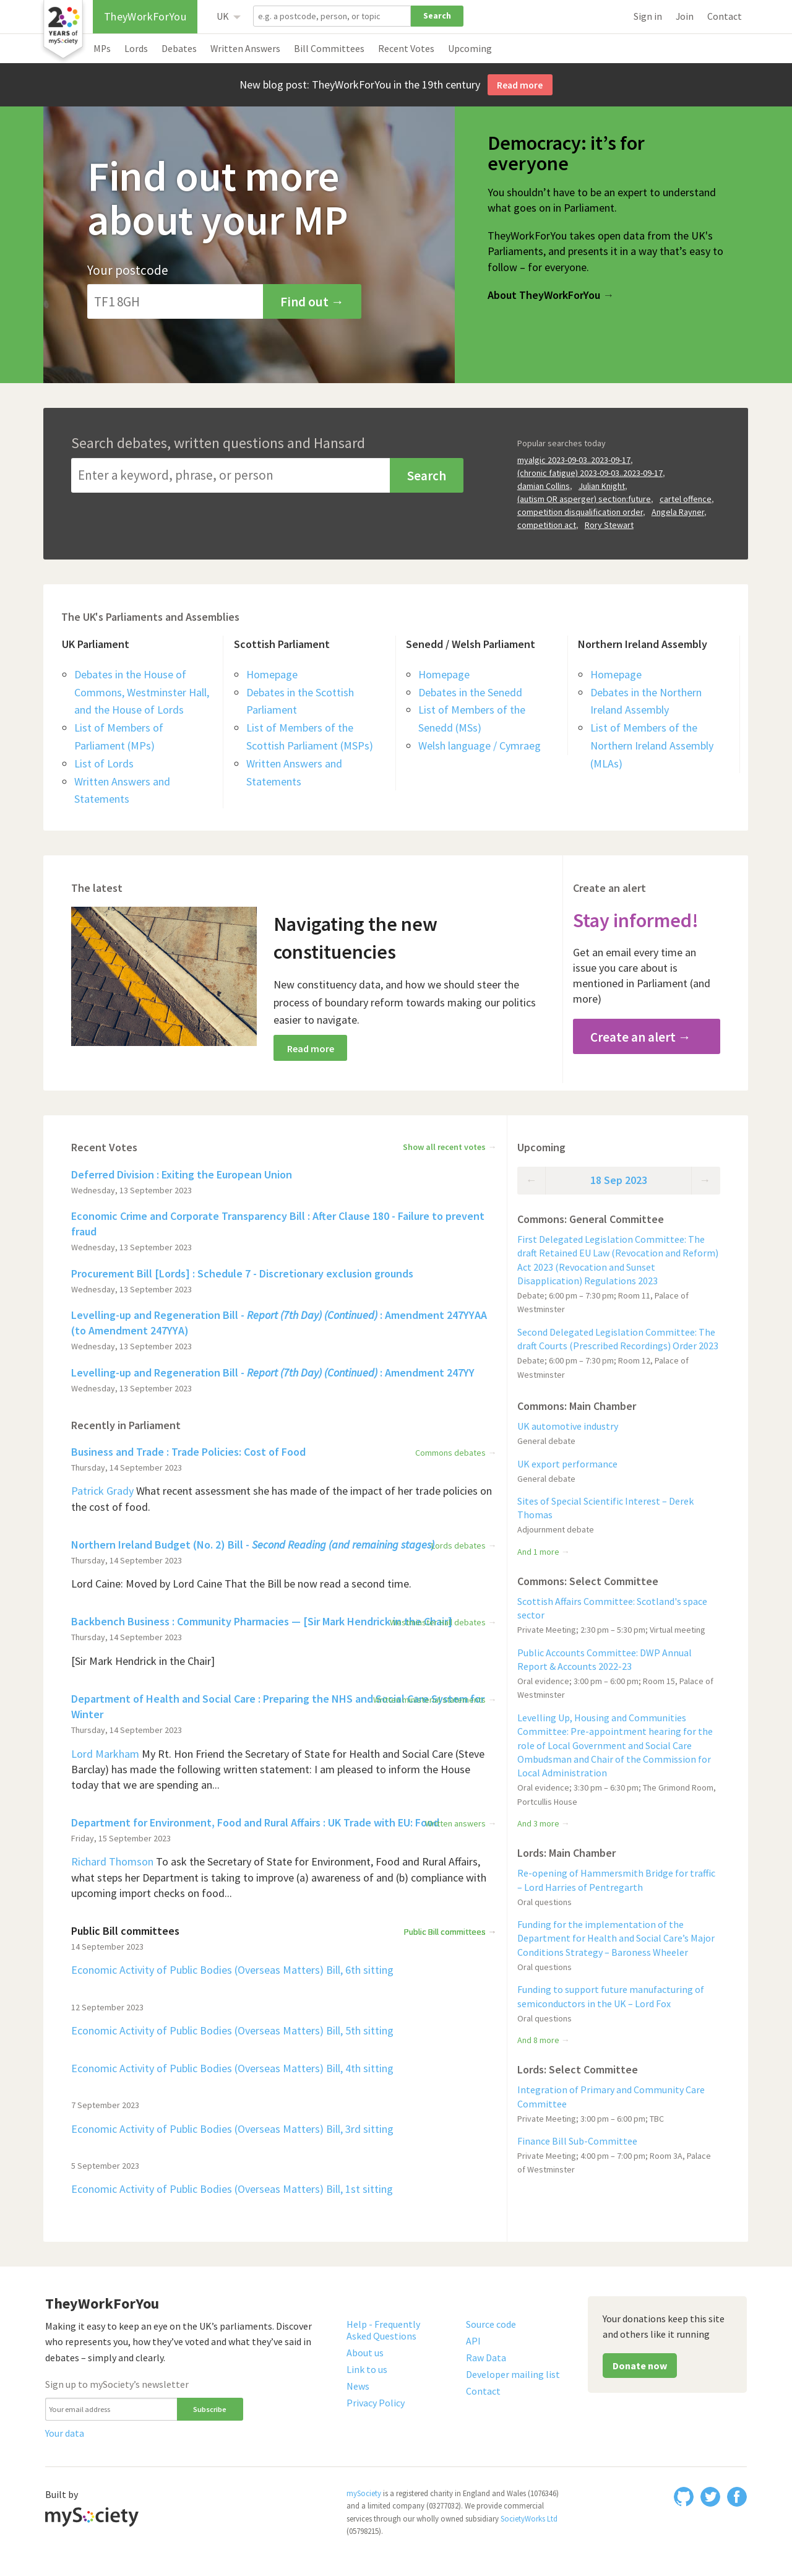 20
YEARS of
mySociety
TheyWorkForYou
UK
e.g. a postcode, person, or topic
Search
Sign in
Join
Contact
MPs
Lords
Debates
Written Answers
Bill Committees
Recent Votes
Upcoming
New blog post: TheyWorkForYou in the 19th century
Read more
Find out more
about your MP
Your postcode
TF1 8GH
Find out →
Democracy: it’s for
everyone
You shouldn’t have to be an expert to understand
what goes on in Parliament.
TheyWorkForYou takes open data from the UK's
Parliaments, and presents it in a way that’s easy to
follow – for everyone.
About TheyWorkForYou →
Search debates, written questions and Hansard
Enter a keyword, phrase, or person
Search
Popular searches today
myalgic 2023-09-03..2023-09-17,
(chronic fatigue) 2023-09-03..2023-09-17,
damian Collins, Julian Knight,
(autism OR asperger) section:future, cartel offence,
competition disqualification order, Angela Rayner,
competition act, Rory Stewart
The UK's Parliaments and Assemblies
UK Parliament
Debates in the House of
Commons, Westminster Hall,
and the House of Lords
List of Members of
Parliament (MPs)
List of Lords
Written Answers and
Statements
Scottish Parliament
Homepage
Debates in the Scottish
Parliament
List of Members of the
Scottish Parliament (MSPs)
Written Answers and
Statements
Senedd / Welsh Parliament
Homepage
Debates in the Senedd
List of Members of the
Senedd (MSs)
Welsh language / Cymraeg
Northern Ireland Assembly
Homepage
Debates in the Northern
Ireland Assembly
List of Members of the
Northern Ireland Assembly
(MLAs)
The latest
Navigating the new
constituencies
New constituency data, and how we should steer the
process of boundary reform towards making our politics
easier to navigate.
Read more
Create an alert
Stay informed!
Get an email every time an
issue you care about is
mentioned in Parliament (and
more)
Create an alert →
Recent Votes
Show all recent votes →
Deferred Division : Exiting the European Union
Wednesday, 13 September 2023
Economic Crime and Corporate Transparency Bill : After Clause 180 - Failure to prevent
fraud
Wednesday, 13 September 2023
Procurement Bill [Lords] : Schedule 7 - Discretionary exclusion grounds
Wednesday, 13 September 2023
Levelling-up and Regeneration Bill - Report (7th Day) (Continued) : Amendment 247YYAA
(to Amendment 247YYA)
Wednesday, 13 September 2023
Levelling-up and Regeneration Bill - Report (7th Day) (Continued) : Amendment 247YY
Wednesday, 13 September 2023
Recently in Parliament
Business and Trade : Trade Policies: Cost of Food
Commons debates →
Thursday, 14 September 2023
Patrick Grady What recent assessment she has made of the impact of her trade policies on
the cost of food.
Northern Ireland Budget (No. 2) Bill - Second Reading (and remaining stages)
Lords debates →
Thursday, 14 September 2023
Lord Caine: Moved by Lord Caine That the Bill be now read a second time.
Backbench Business : Community Pharmacies — [Sir Mark Hendrick in the Chair]
debates →
Thursday, 14 September 2023
[Sir Mark Hendrick in the Chair]
Department of Health and Social Care : Preparing the NHS and Social Care System for
Winter
Thursday, 14 September 2023
Lord Markham My Rt. Hon Friend the Secretary of State for Health and Social Care (Steve
Barclay) has made the following written statement: I am pleased to inform the House
today that we are spending an...
Department for Environment, Food and Rural Affairs : UK Trade with EU: Food
Written answers →
Friday, 15 September 2023
Richard Thomson To ask the Secretary of State for Environment, Food and Rural Affairs,
what steps her Department is taking to improve (a) awareness of and (b) compliance with
upcoming import checks on food...
Public Bill committees
Public Bill committees →
14 September 2023
Economic Activity of Public Bodies (Overseas Matters) Bill, 6th sitting
12 September 2023
Economic Activity of Public Bodies (Overseas Matters) Bill, 5th sitting
Economic Activity of Public Bodies (Overseas Matters) Bill, 4th sitting
7 September 2023
Economic Activity of Public Bodies (Overseas Matters) Bill, 3rd sitting
5 September 2023
Economic Activity of Public Bodies (Overseas Matters) Bill, 1st sitting
Upcoming
← 18 Sep 2023 →
Commons: General Committee
First Delegated Legislation Committee: The
draft Retained EU Law (Revocation and Reform)
Act 2023 (Revocation and Sunset
Disapplication) Regulations 2023
Debate; 6:00 pm – 7:30 pm; Room 11, Palace of
Westminster
Second Delegated Legislation Committee: The
draft Courts (Prescribed Recordings) Order 2023
Debate; 6:00 pm – 7:30 pm; Room 12, Palace of
Westminster
Commons: Main Chamber
UK automotive industry
General debate
UK export performance
General debate
Sites of Special Scientific Interest – Derek
Thomas
Adjournment debate
And 1 more →
Commons: Select Committee
Scottish Affairs Committee: Scotland's space
sector
Private Meeting; 2:30 pm – 5:30 pm; Virtual meeting
Public Accounts Committee: DWP Annual
Report & Accounts 2022-23
Oral evidence; 3:00 pm – 6:00 pm; Room 15, Palace of
Westminster
Levelling Up, Housing and Communities
Committee: Pre-appointment hearing for the
role of Local Government and Social Care
Ombudsman and Chair of the Commission for
Local Administration
Oral evidence; 3:30 pm – 6:30 pm; The Grimond Room,
Portcullis House
And 3 more →
Lords: Main Chamber
Re-opening of Hammersmith Bridge for traffic
– Lord Harries of Pentregarth
Oral questions
Funding for the implementation of the
Department for Health and Social Care’s Major
Conditions Strategy – Baroness Wheeler
Oral questions
Funding to support future manufacturing of
semiconductors in the UK – Lord Fox
Oral questions
And 8 more →
Lords: Select Committee
Integration of Primary and Community Care
Committee
Private Meeting; 3:00 pm – 6:00 pm; TBC
Finance Bill Sub-Committee
Private Meeting; 4:00 pm – 7:00 pm; Room 3A, Palace
of Westminster
TheyWorkForYou
Making it easy to keep an eye on the UK’s parliaments. Discover
who represents you, how they’ve voted and what they’ve said in
debates – simply and clearly.
Sign up to mySociety’s newsletter
Your email address
Subscribe
Your data
Help - Frequently
Asked Questions
About us
Link to us
News
Privacy Policy
Source code
API
Raw Data
Developer mailing list
Contact
Your donations keep this site
and others like it running
Donate now
Built by
mySociety
mySociety is a registered charity in England and Wales (1076346)
and a limited company (03277032). We provide commercial
services through our wholly owned subsidiary SocietyWorks Ltd
(05798215).